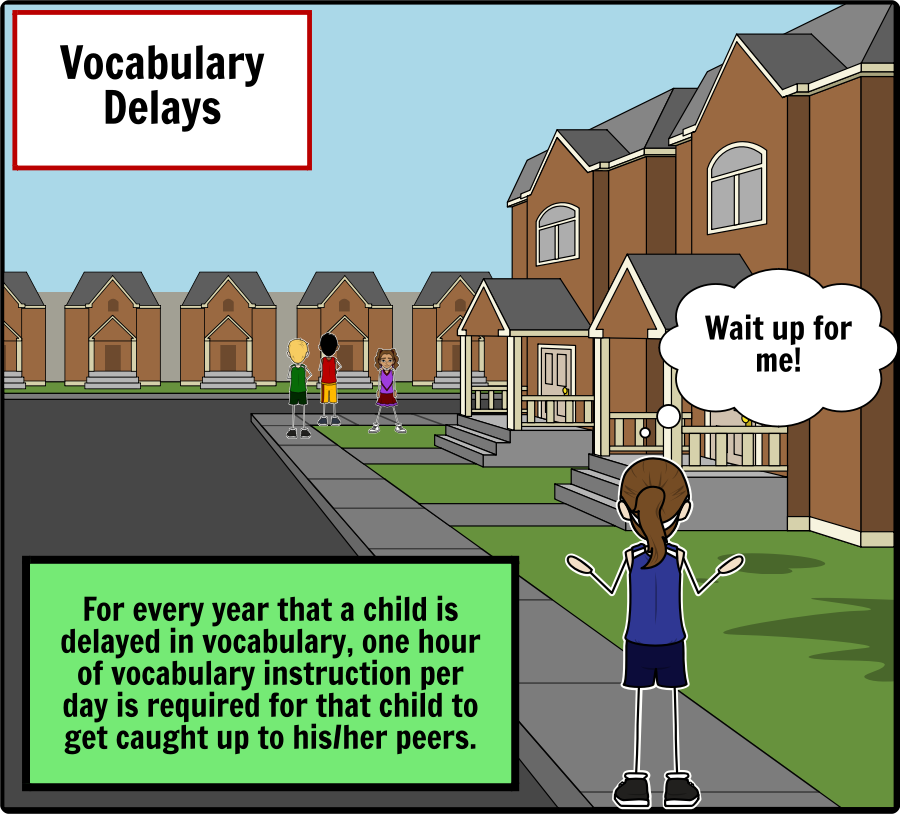 Vocabulary
Delays
Wait up for
me!
For every year that a child is
delayed in vocabulary, one hour
of vocabulary instruction per
day is required for that child to
get caught up to his/her peers.